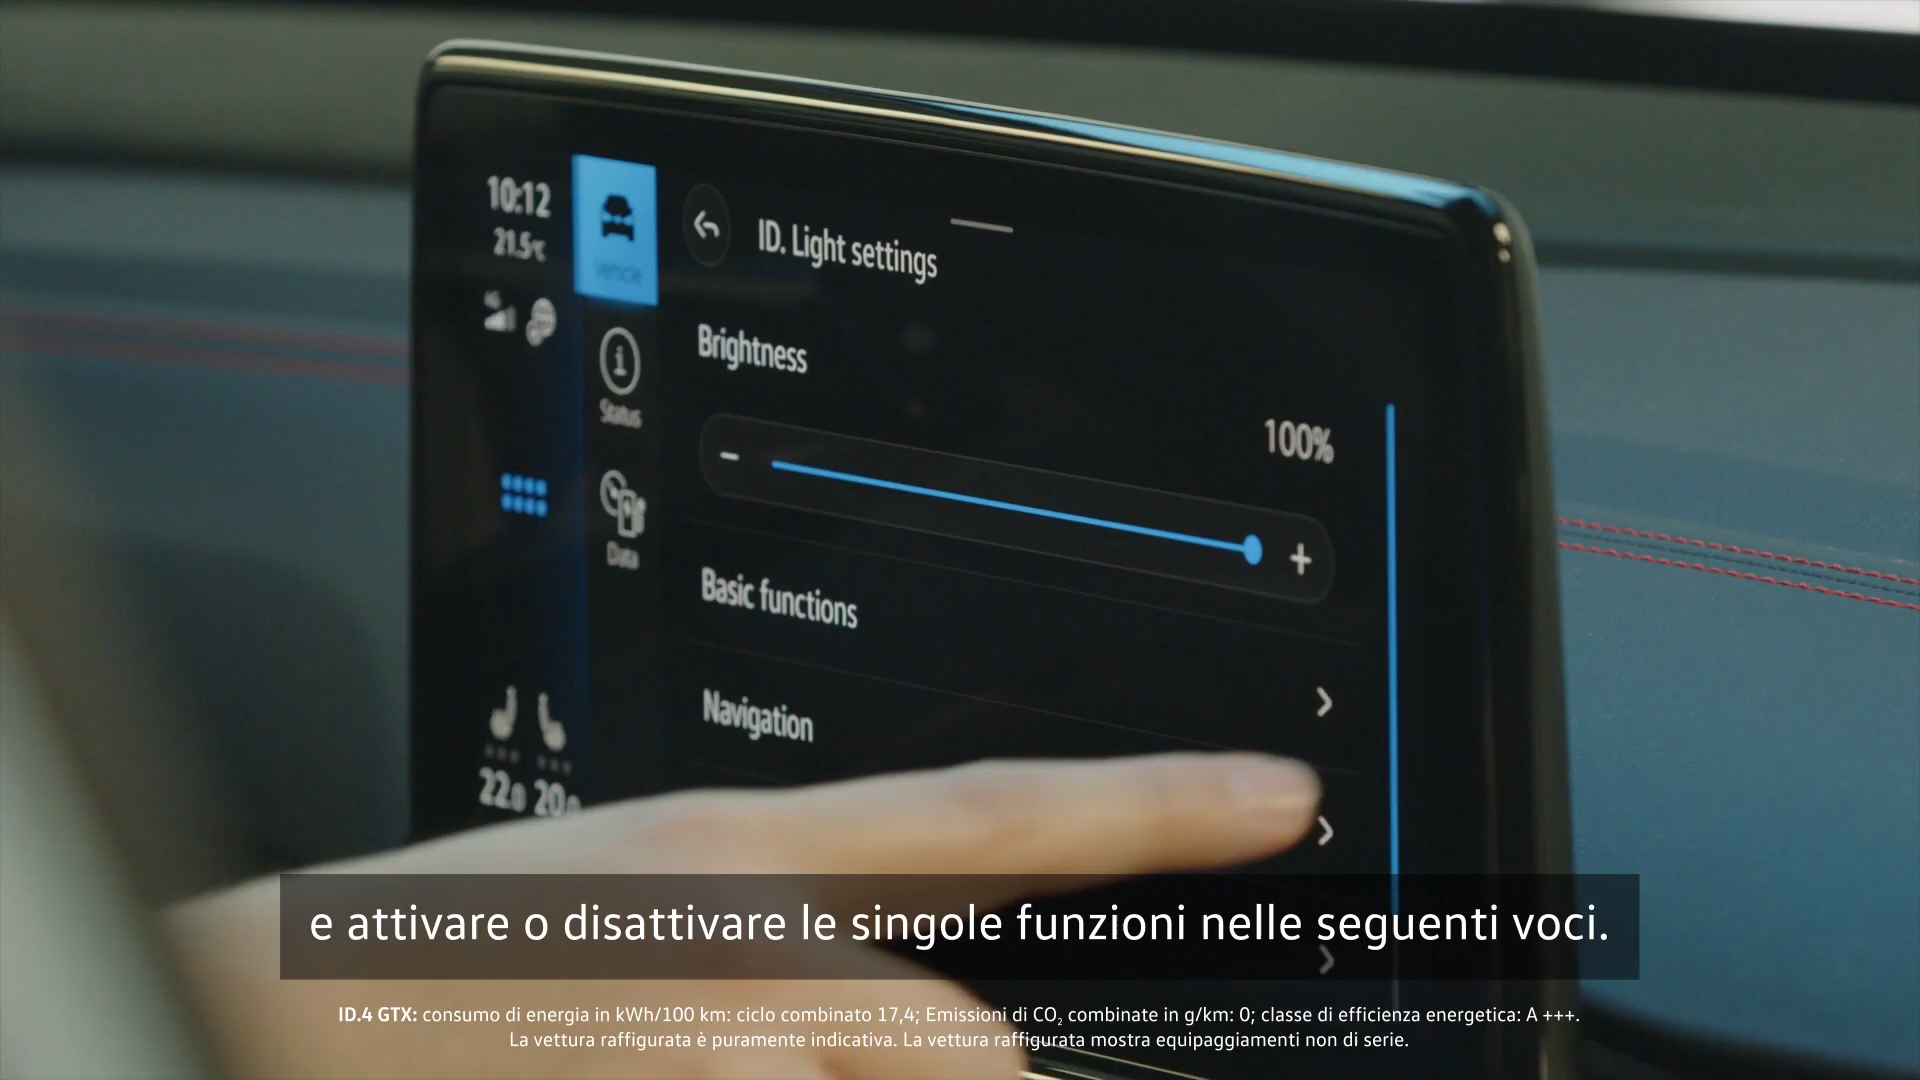 10:12
21.5°C
4G
Vehicle
Status
Data
ID. Light settings
Brightness
100%
Basic functions
Navigation
22.0 20.0
e attivare o disattivare le singole funzioni nelle seguenti voci.
ID.4 GTX: consumo di energia in kWh/100 km: ciclo combinato 17,4; Emissioni di CO₂ combinate in g/km: 0; classe di efficienza energetica: A +++.
La vettura raffigurata è puramente indicativa. La vettura raffigurata mostra equipaggiamenti non di serie.